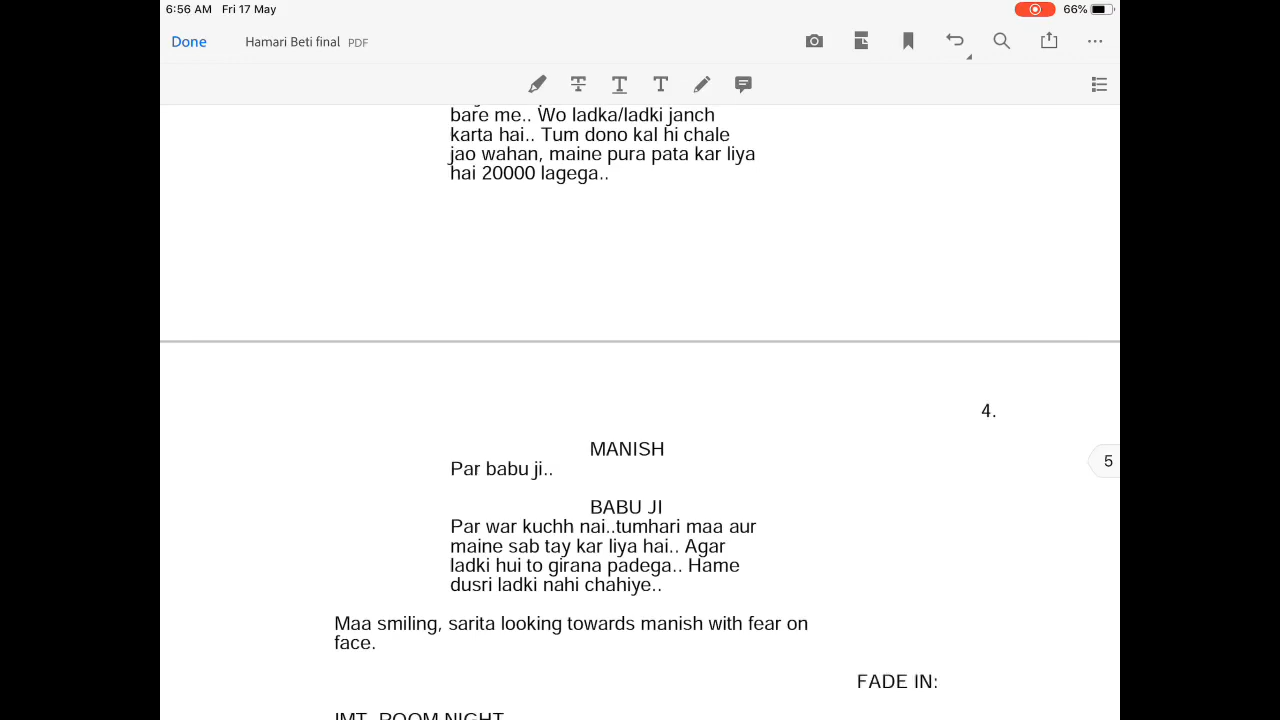 6:56 AM Fri 17 May 66%
Done Hamari Beti final PDF
bare me.. Wo ladka/ladki janch
karta hai.. Tum dono kal hi chale
jao wahan, maine pura pata kar liya
hai 20000 lagega..
4.
MANISH
Par babu ji..
5
BABU JI
Par war kuchh nai..tumhari maa aur
maine sab tay kar liya hai.. Agar
ladki hui to girana padega.. Hame
dusri ladki nahi chahiye..
Maa smiling, sarita looking towards manish with fear on
face.
FADE IN:
ROOM NIGHT